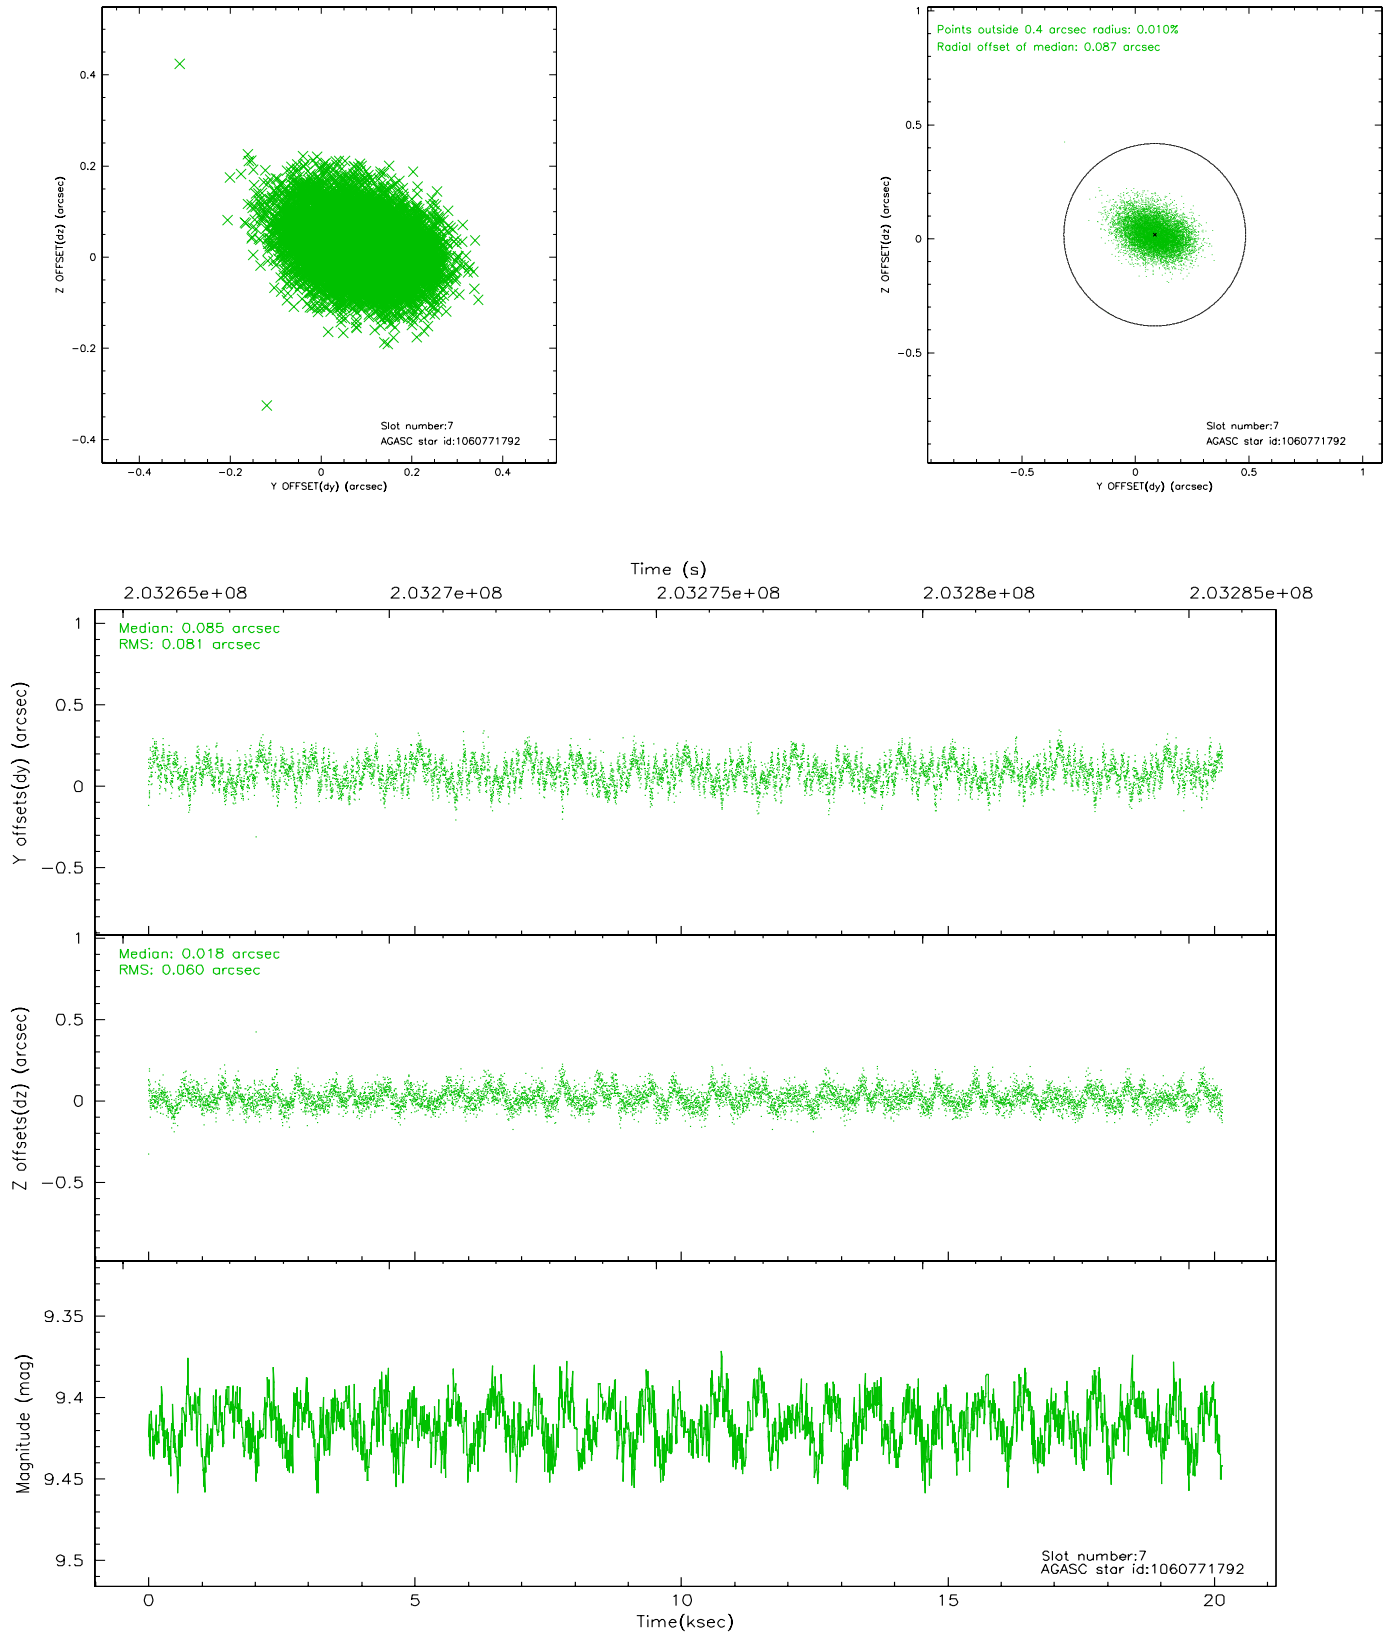 0.4
0.2
0
−0.2
−0.4
Z OFFSET(dz) (arcsec)
Slot number:7
AGASC star id:1060771792
−0.4 −0.2 0 0.2 0.4
Y OFFSET(dy) (arcsec)
Points outside 0.4 arcsec radius: 0.010%
Radial offset of median: 0.087 arcsec
1
0.5
0
−0.5
Z OFFSET(dz) (arcsec)
Slot number:7
AGASC star id:1060771792
−0.5 0 0.5 1
Y OFFSET(dy) (arcsec)
Time (s)
2.03265e+08 2.0327e+08 2.03275e+08 2.0328e+08 2.03285e+08
Median: 0.085 arcsec
RMS: 0.081 arcsec
1
0.5
0
−0.5
Y offsets(dy) (arcsec)
Median: 0.018 arcsec
RMS: 0.060 arcsec
1
0.5
0
−0.5
Z offsets(dz) (arcsec)
9.35
9.4
9.45
9.5
Magnitude (mag)
Slot number:7
AGASC star id:1060771792
0 5 10 15 20
Time(ksec)